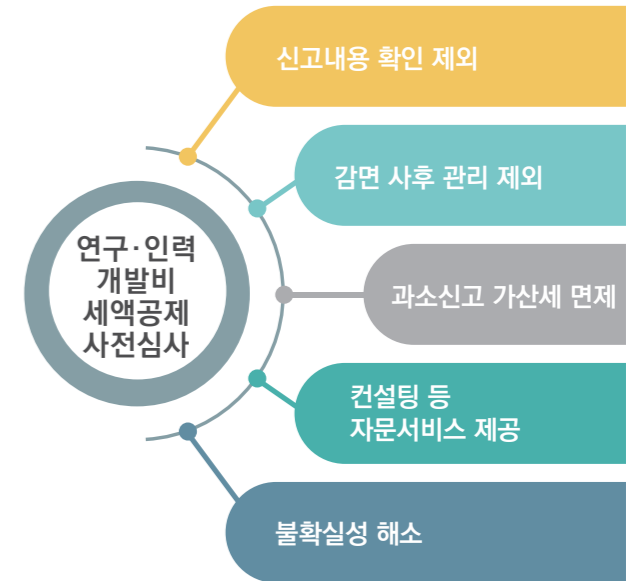 연구·인력
개발비
세액공제
사전심사
신고내용 확인 제외
감면 사후 관리 제외
과소신고 가산세 면제
컨설팅 등
자문서비스 제공
불확실성 해소